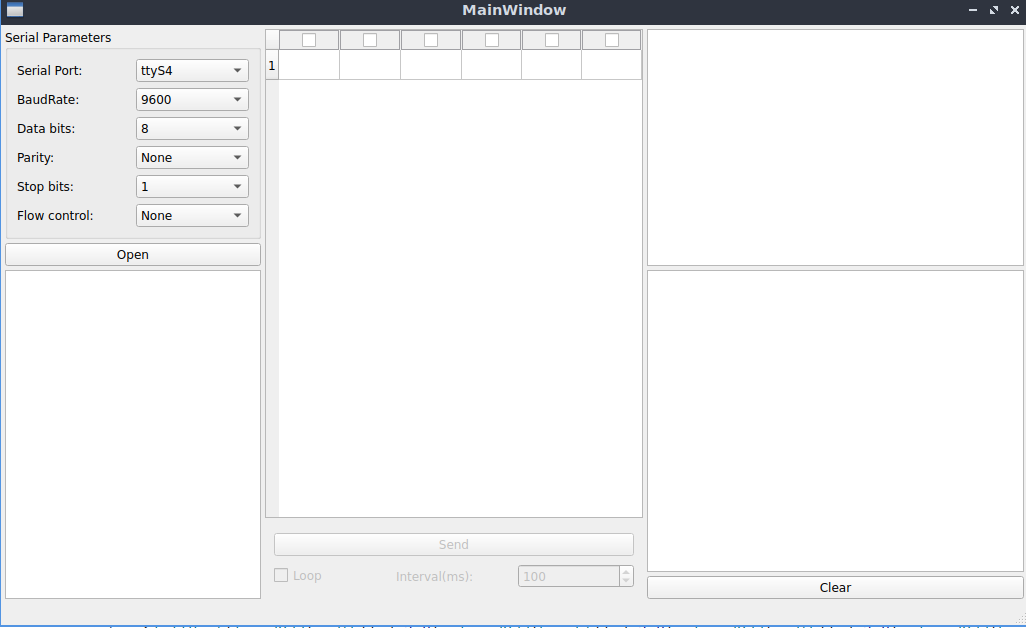 MainWindow
Serial Parameters
Serial Port: ttyS4
BaudRate: 9600
Data bits: 8
Parity: None
Stop bits: 1
Flow control: None
Open
1
Send
Loop Interval(ms): 100
Clear